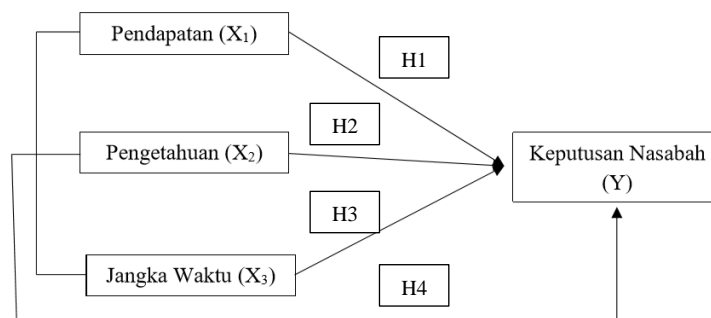 Pendapatan (X₁)
H1
H2
Pengetahuan (X₂)
Keputusan Nasabah
(Y)
H3
Jangka Waktu (X₃)
H4